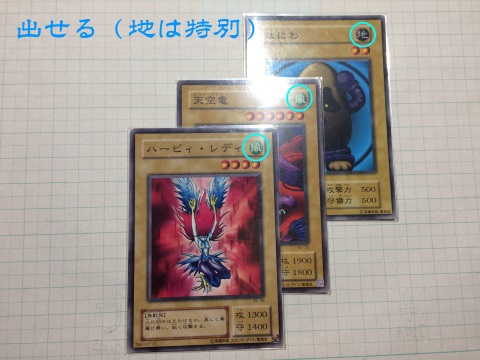 出せる（地は特別）
はにわ
地
攻撃力 500
守備力 500
天空竜
風
攻 1900
守 1800
ハーピィ・レディ
風
攻 1300
守 1400